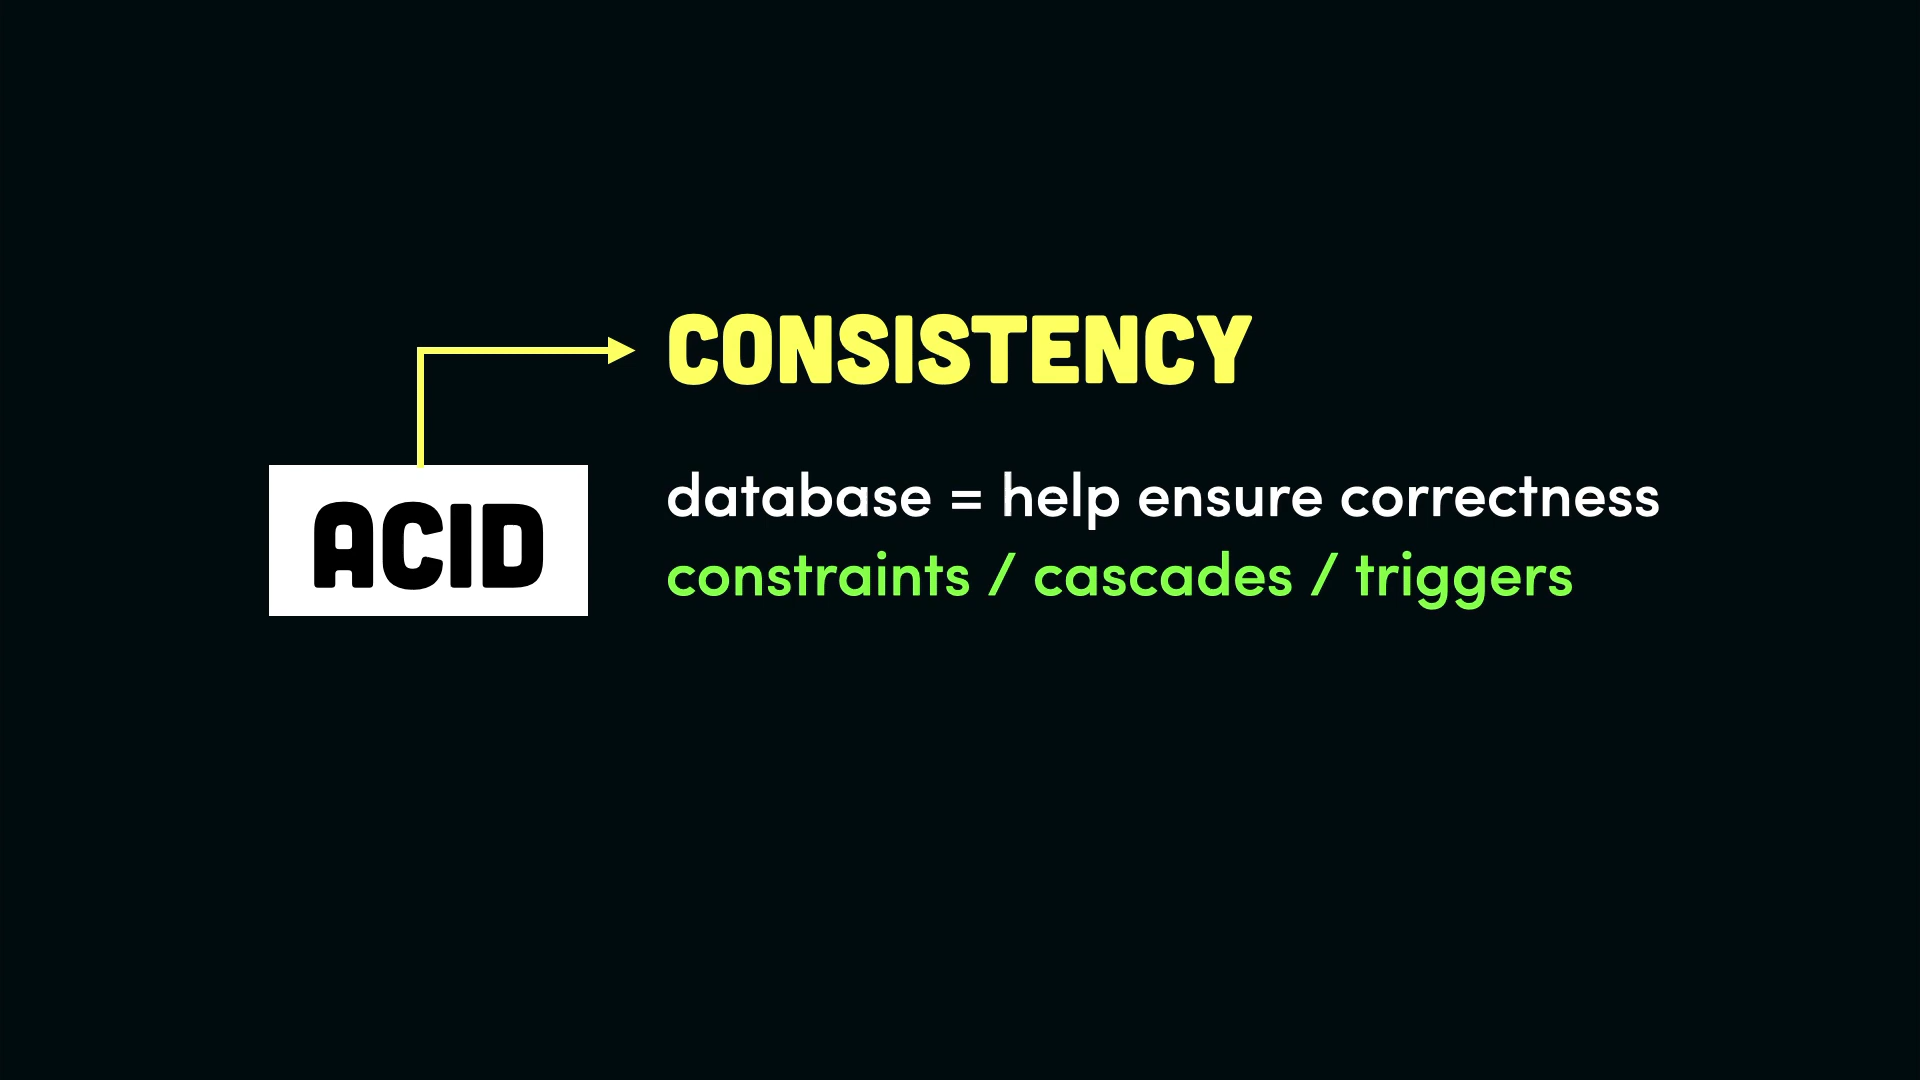 CONSISTENCY
ACID
database = help ensure correctness
constraints / cascades / triggers